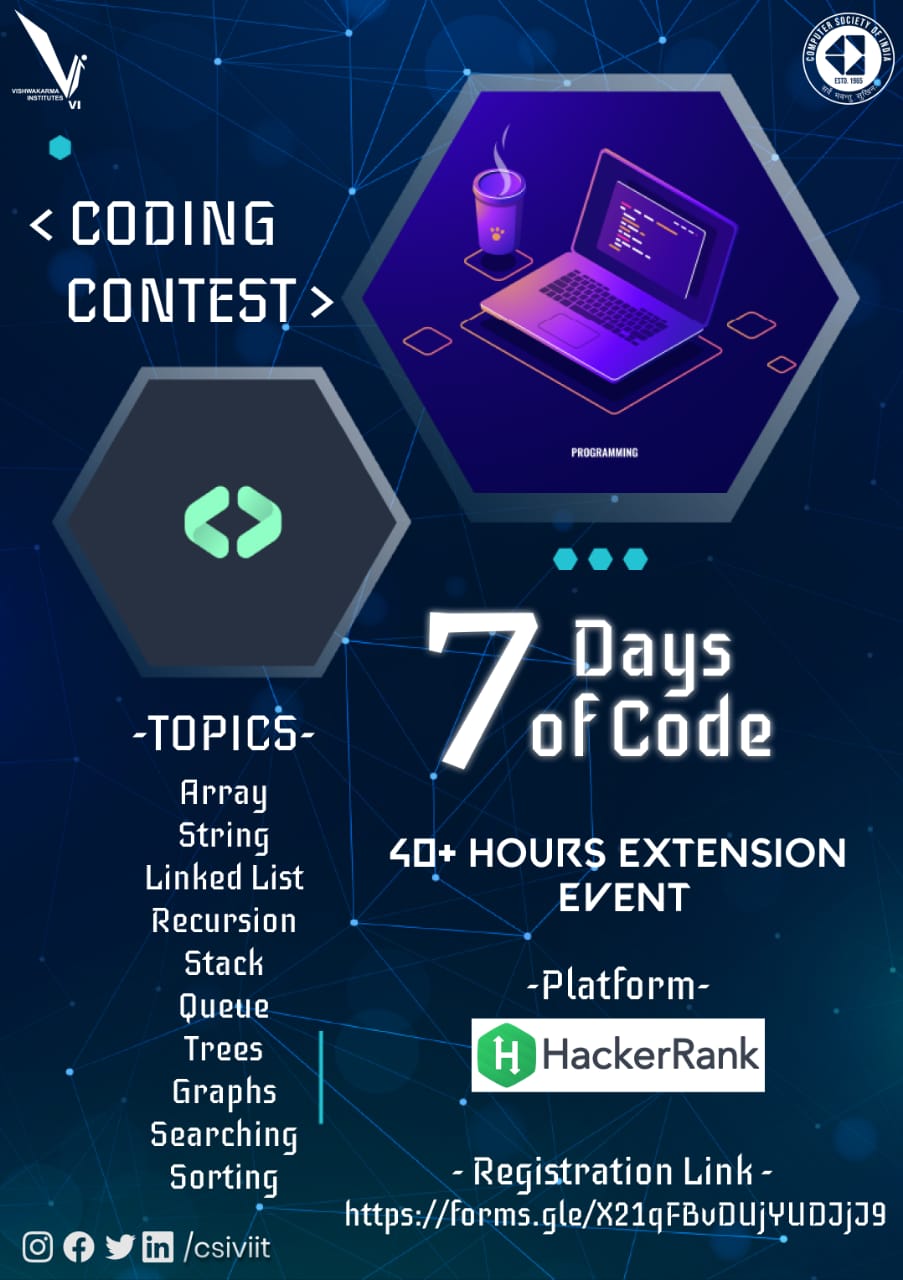 VISHWAKARMA
INSTITUTES
VI
COMPUTER SOCIETY OF INDIA
ESTD. 1965
< CODING
CONTEST >
PROGRAMMING
7 Days
of Code
-TOPICS-
Array
String
Linked List
Recursion
Stack
Queue
Trees
Graphs
Searching
Sorting
40+ HOURS EXTENSION
EVENT
-Platform-
H HackerRank
- Registration Link -
https://forms.gle/X21qFBvDUjYUDJjJ9
/csiviit